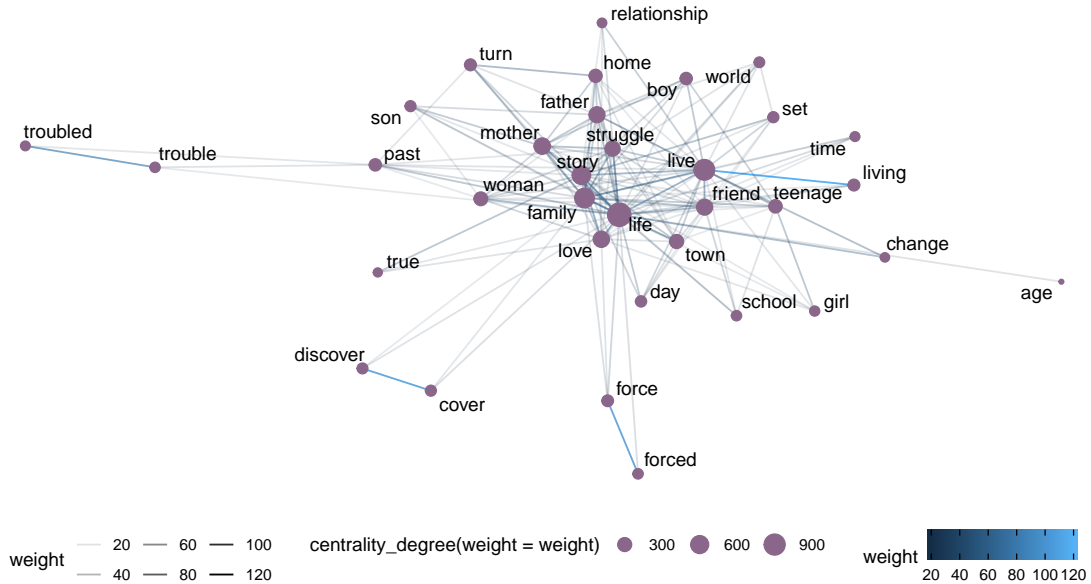 relationship
turn
home
world
boy
father
set
son
mother
struggle
troubled
trouble
past
story
live
time
living
woman
friend
teenage
family
life
love
town
change
true
day
school
girl
age
discover
cover
force
forced
weight
20
60
100
40
80
120
centrality_degree(weight = weight)
300
600
900
weight
20 40 60 80 100 120